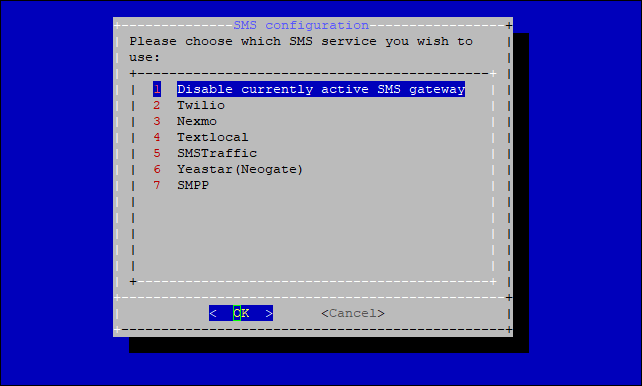 SMS configuration
Please choose which SMS service you wish to
use:
1 Disable currently active SMS gateway
2 Twilio
3 Nexmo
4 Textlocal
5 SMSTraffic
6 Yeastar(Neogate)
7 SMPP
< OK > <Cancel>